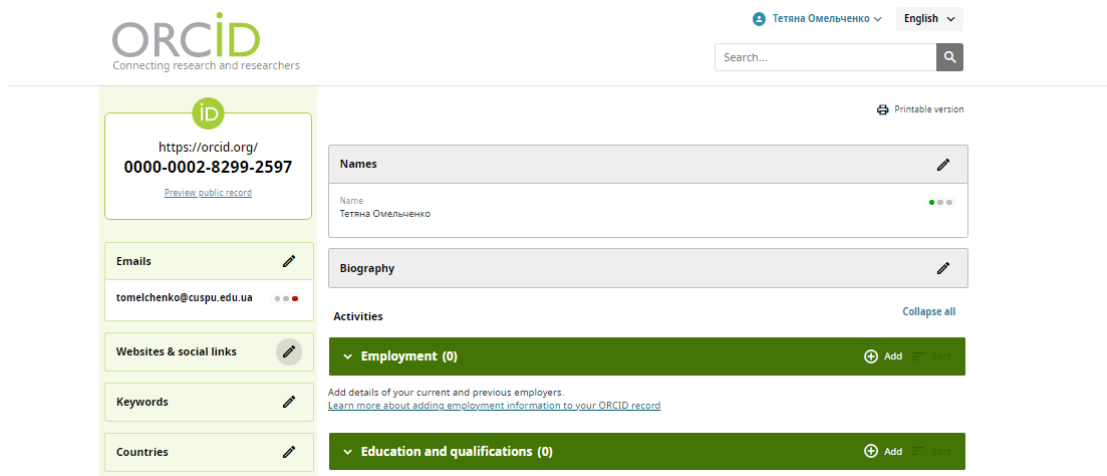 ORCID
Connecting research and researchers
Тетяна Омельченко
English
Search...
iD
https://orcid.org/
0000-0002-8299-2597
Preview public record
Emails
tomelchenko@cuspu.edu.ua
Websites & social links
Keywords
Countries
Printable version
Names
Name
Тетяна Омельченко
Biography
Activities
Collapse all
Employment (0)
Add
Sort
Add details of your current and previous employers.
Learn more about adding employment information to your ORCID record
Education and qualifications (0)
Add
Sort